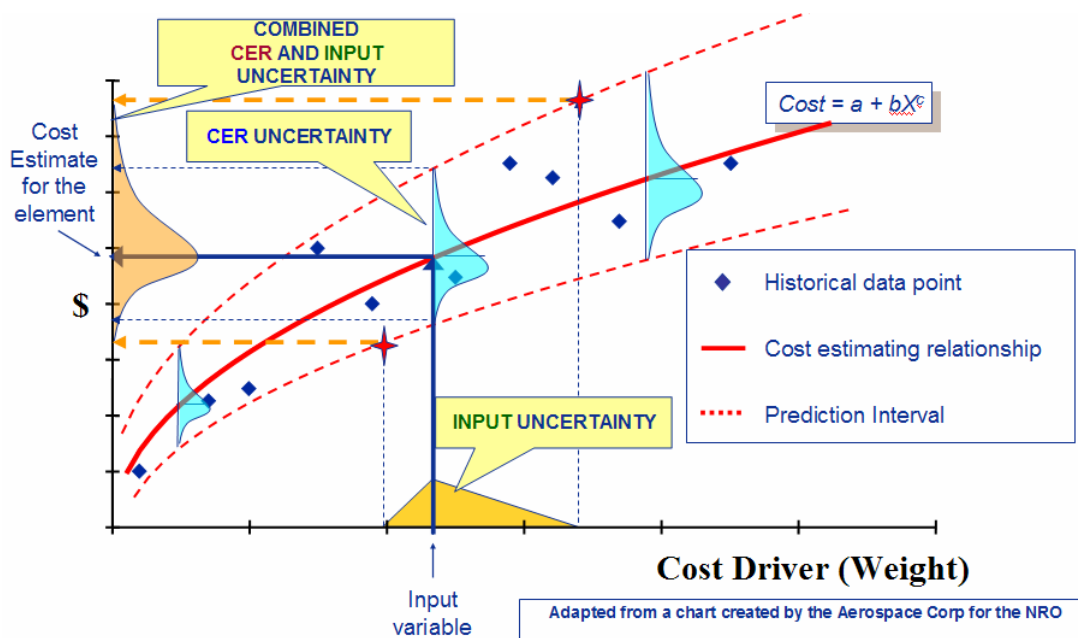 COMBINED
CER AND INPUT
UNCERTAINTY
Cost = a + bX^c
CER UNCERTAINTY
Cost
Estimate
for the
element
$
Historical data point
Cost estimating relationship
Prediction Interval
INPUT UNCERTAINTY
Cost Driver (Weight)
Input
variable
Adapted from a chart created by the Aerospace Corp for the NRO